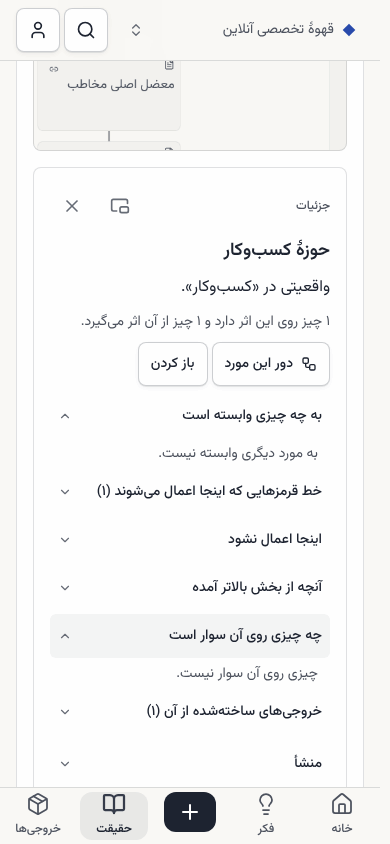 قهوهٔ تخصصی آنلاین
معضل اصلی مخاطب
جزئیات
حوزهٔ کسب‌وکار
واقعیتی در «کسب‌وکار».
۱ چیز روی این اثر دارد و ۱ چیز از آن اثر می‌گیرد.
دور این مورد
باز کردن
به چه چیزی وابسته است
به مورد دیگری وابسته نیست.
خط قرمزهایی که اینجا اعمال می‌شوند (۱)
اینجا اعمال نشود
آنچه از بخش بالاتر آمده
چه چیزی روی آن سوار است
چیزی روی آن سوار نیست.
خروجی‌های ساخته‌شده از آن (۱)
منشأ
خانه
فکر
حقیقت
خروجی‌ها